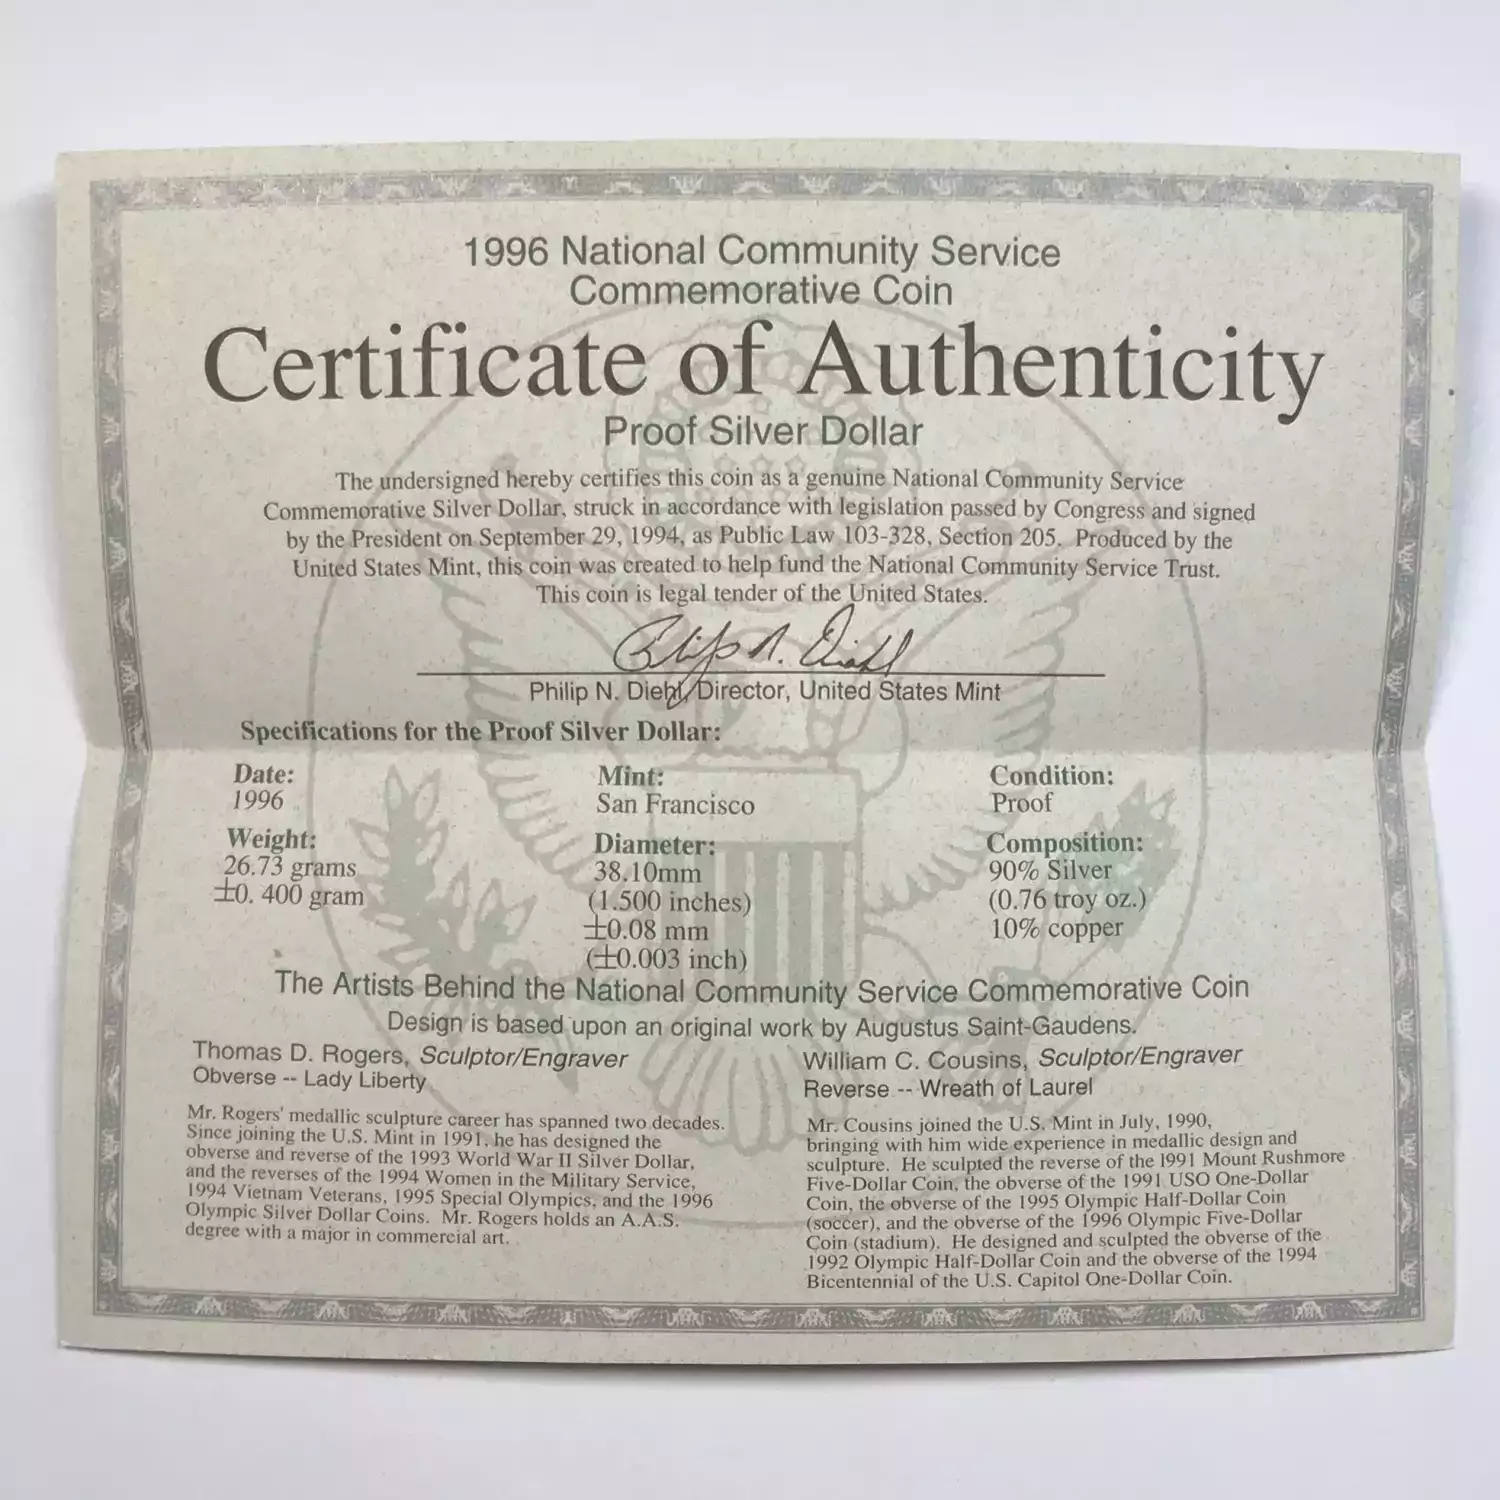 1996 National Community Service
Commemorative Coin
Certificate of Authenticity
Proof Silver Dollar
The undersigned hereby certifies this coin as a genuine National Community Service
Commemorative Silver Dollar, struck in accordance with legislation passed by Congress and signed
by the President on September 29, 1994, as Public Law 103-328, Section 205. Produced by the
United States Mint, this coin was created to help fund the National Community Service Trust.
This coin is legal tender of the United States.
Philip N. Diehl
Philip N. Diehl, Director, United States Mint
Specifications for the Proof Silver Dollar:
Date:
1996
Mint:
San Francisco
Condition:
Proof
Weight:
26.73 grams
±0. 400 gram
Diameter:
38.10mm
(1.500 inches)
±0.08 mm
(±0.003 inch)
Composition:
90% Silver
(0.76 troy oz.)
10% copper
The Artists Behind the National Community Service Commemorative Coin
Design is based upon an original work by Augustus Saint-Gaudens.
Thomas D. Rogers, Sculptor/Engraver
Obverse -- Lady Liberty
Mr. Rogers' medallic sculpture career has spanned two decades.
Since joining the U.S. Mint in 1991, he has designed the
obverse and reverse of the 1993 World War II Silver Dollar,
and the reverses of the 1994 Women in the Military Service,
1994 Vietnam Veterans, 1995 Special Olympics, and the 1996
Olympic Silver Dollar Coins. Mr. Rogers holds an A.A.S.
degree with a major in commercial art.
William C. Cousins, Sculptor/Engraver
Reverse -- Wreath of Laurel
Mr. Cousins joined the U.S. Mint in July, 1990,
bringing with him wide experience in medallic design and
sculpture. He sculpted the reverse of the 1991 Mount Rushmore
Five-Dollar Coin, the obverse of the 1991 USO One-Dollar
Coin, the obverse of the 1995 Olympic Half-Dollar Coin
(soccer), and the obverse of the 1996 Olympic Five-Dollar
Coin (stadium). He designed and sculpted the obverse of the
1992 Olympic Half-Dollar Coin and the obverse of the 1994
Bicentennial of the U.S. Capitol One-Dollar Coin.